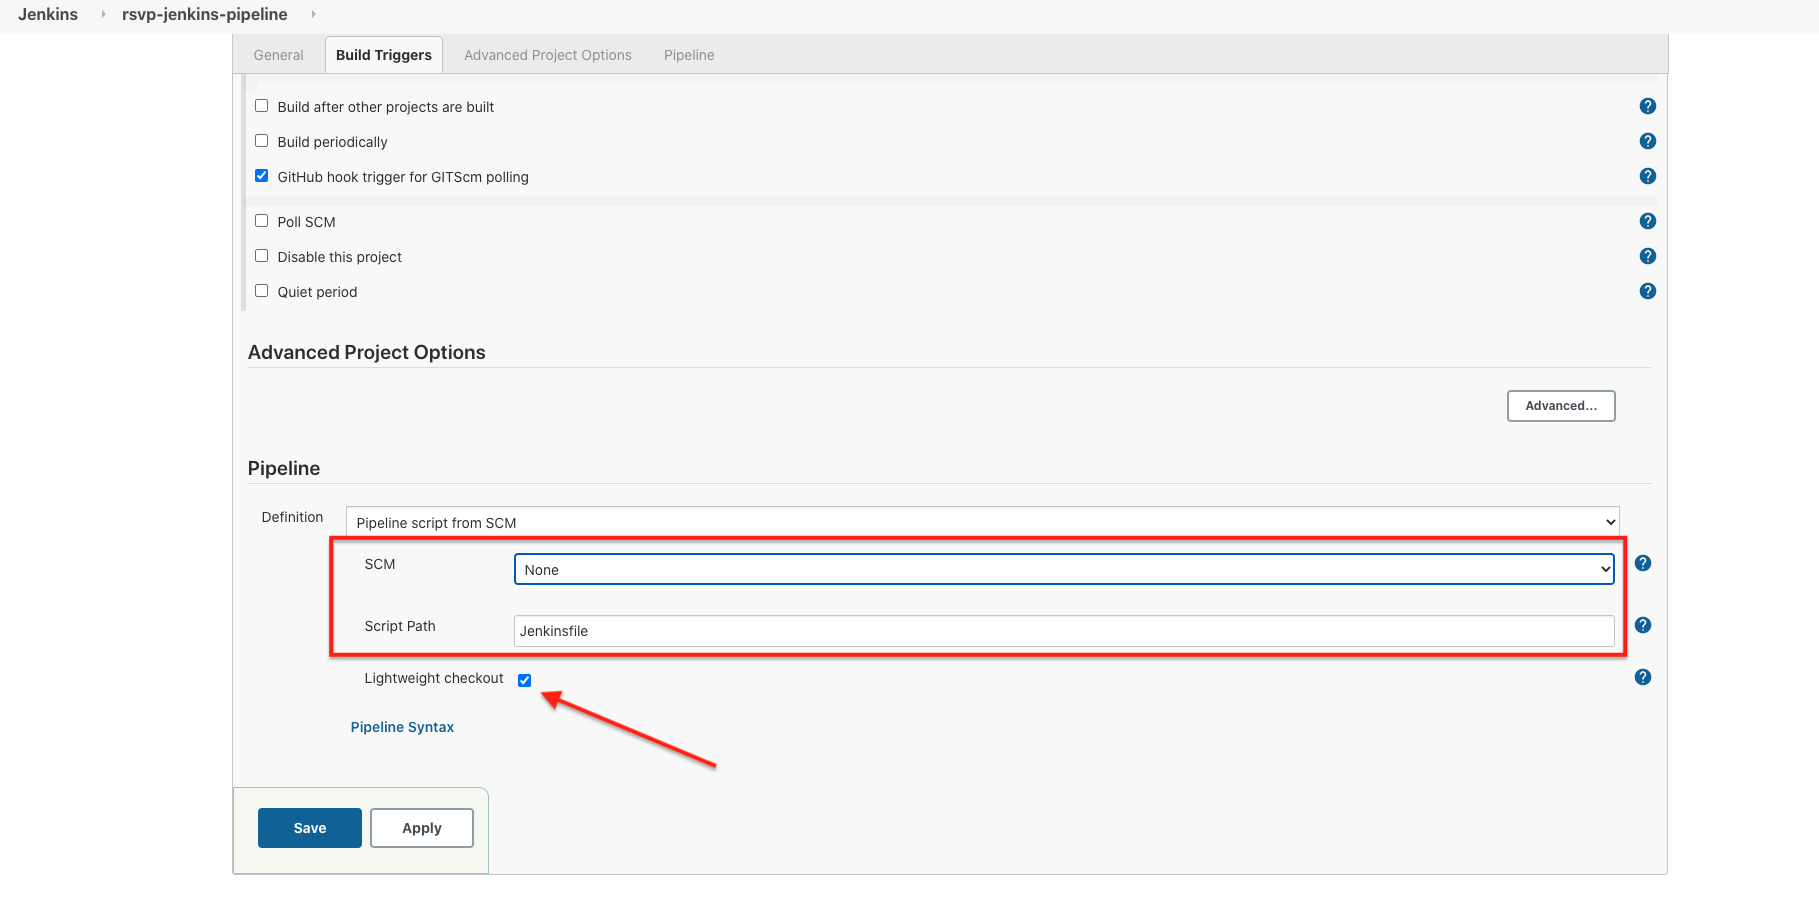 Jenkins rsvp-jenkins-pipeline
General Build Triggers Advanced Project Options Pipeline
Build after other projects are built ?
Build periodically ?
GitHub hook trigger for GITScm polling ?
Poll SCM ?
Disable this project ?
Quiet period ?
Advanced Project Options
Advanced...
Pipeline
Definition Pipeline script from SCM
SCM None ?
Script Path Jenkinsfile ?
Lightweight checkout ?
Pipeline Syntax
Save Apply